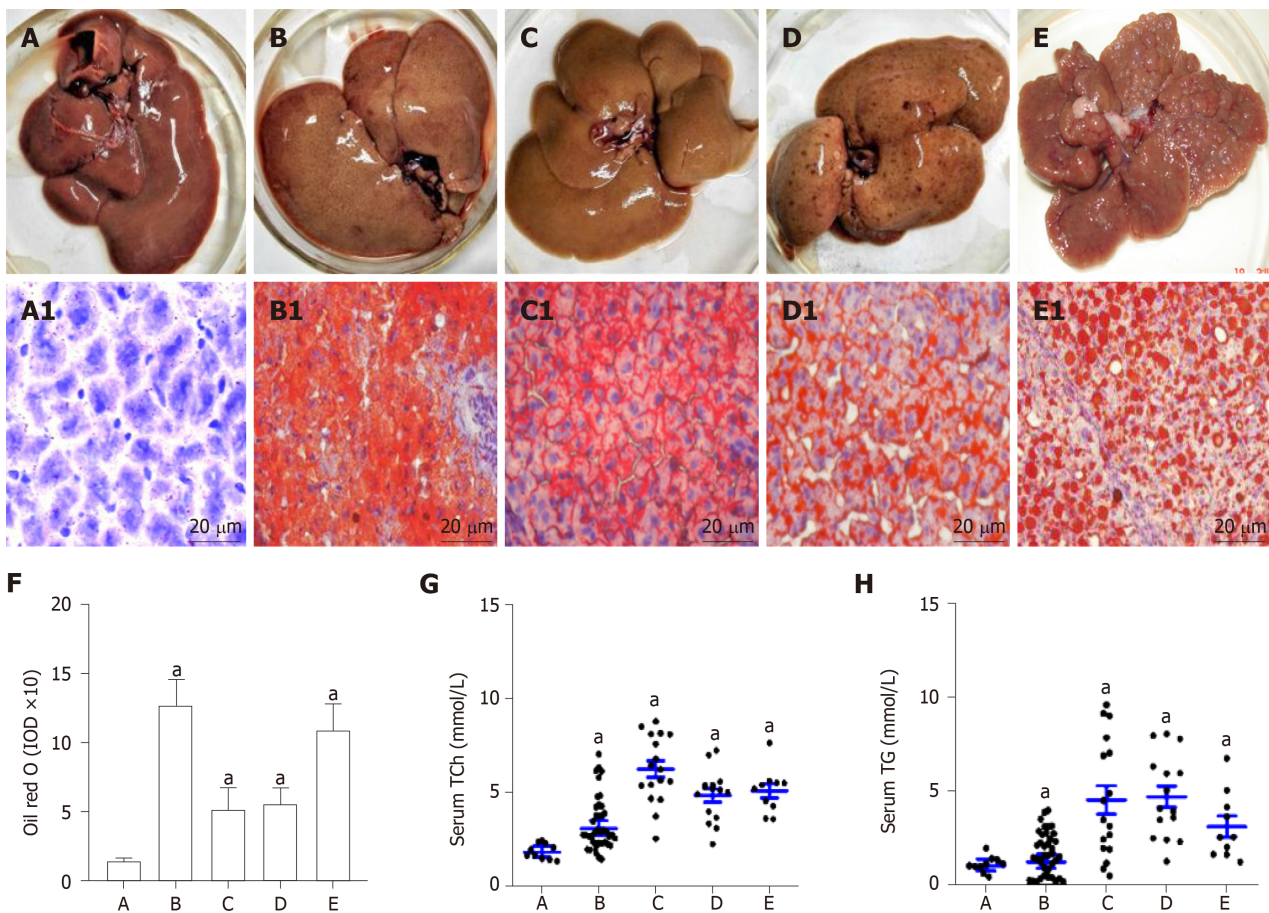 A
B
C
D
E
A1
B1
C1
D1
E1
20 μm
20 μm
20 μm
20 μm
20 μm
F
Oil red O (IOD ×10)
20
15
10
5
0
a
a
a
a
A B C D E
G
Serum TCh (mmol/L)
15
10
5
0
a
a
a
a
A B C D E
H
Serum TG (mmol/L)
15
10
5
0
a
a
a
a
A B C D E